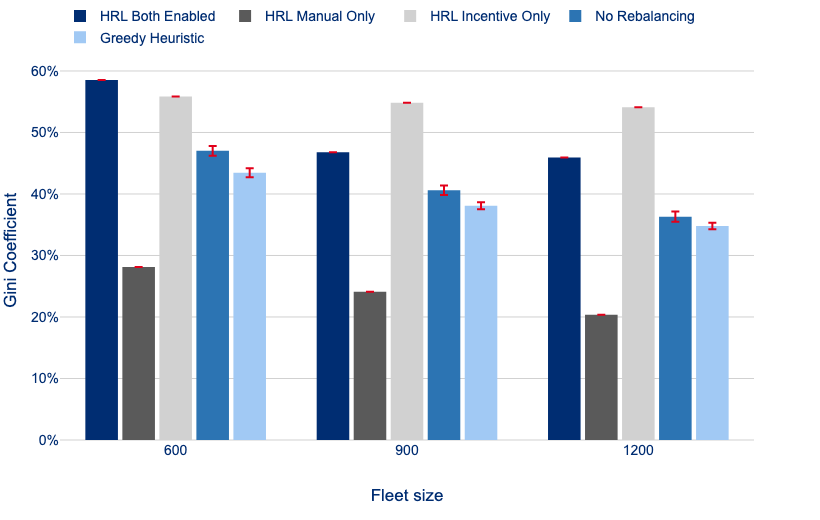 HRL Both Enabled HRL Manual Only HRL Incentive Only No Rebalancing
Greedy Heuristic
60%
50%
40%
30%
20%
10%
0%
Gini Coefficient
600 900 1200
Fleet size